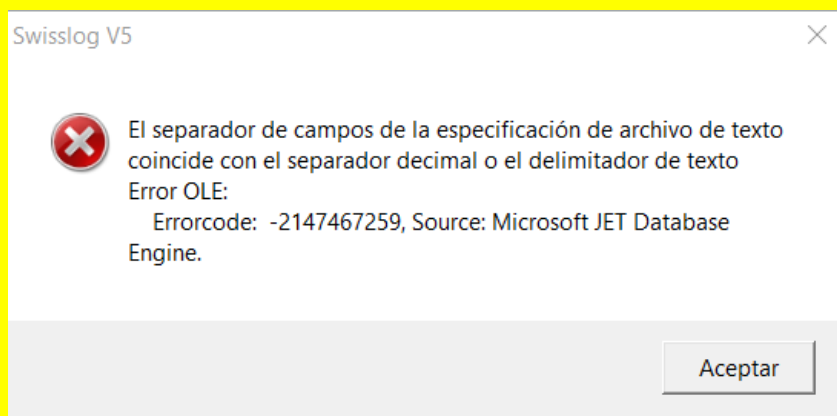 Swisslog V5
El separador de campos de la especificación de archivo de texto
coincide con el separador decimal o el delimitador de texto
Error OLE:
Errorcode:  -2147467259, Source: Microsoft JET Database
Engine.
Aceptar